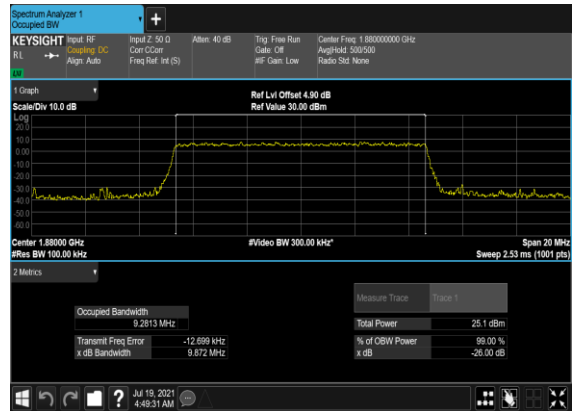 Spectrum Analyzer 1
Occupied BW
+
KEYSIGHT Input: RF Input Z: 50 Ω Atten: 40 dB Trig: Free Run Center Freq: 1.880000000 GHz
RL Coupling: DC Corr CCorr Gate: Off Avg|Hold: 500/500
Align: Auto Freq Ref: Int (S) #IF Gain: Low Radio Std: None
1 Graph Ref Lvl Offset 4.90 dB
Scale/Div 10.0 dB Ref Value 30.00 dBm
Log
20.0
10.0
0.00
-10.0
-20.0
-30.0
-40.0
-50.0
-60.0
Center 1.88000 GHz #Video BW 300.00 kHz* Span 20 MHz
#Res BW 100.00 kHz Sweep 2.53 ms (1001 pts)
2 Metrics
Measure Trace Trace 1
Occupied Bandwidth
9.2813 MHz Total Power 25.1 dBm
Transmit Freq Error -12.699 kHz % of OBW Power 99.00 %
x dB Bandwidth 9.872 MHz x dB -26.00 dB
? Jul 19, 2021
4:49:31 AM